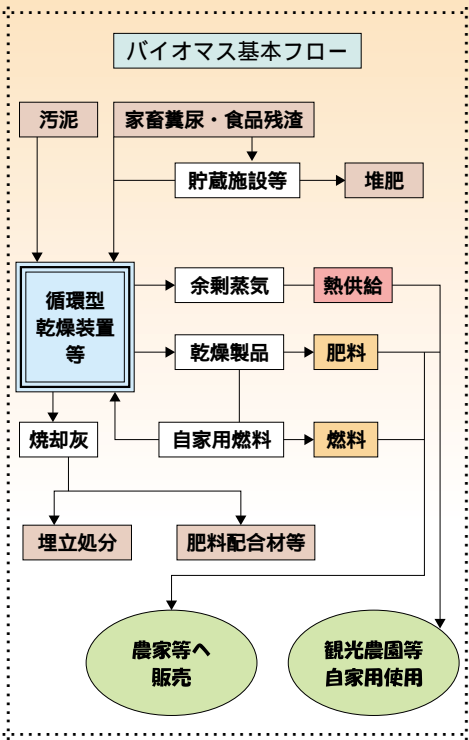 バイオマス基本フロー
汚泥
家畜糞尿・食品残渣
貯蔵施設等
堆肥
循環型
乾燥装置
等
余剰蒸気
熱供給
乾燥製品
肥料
焼却灰
自家用燃料
燃料
埋立処分
肥料配合材等
農家等へ
販売
観光農園等
自家用使用